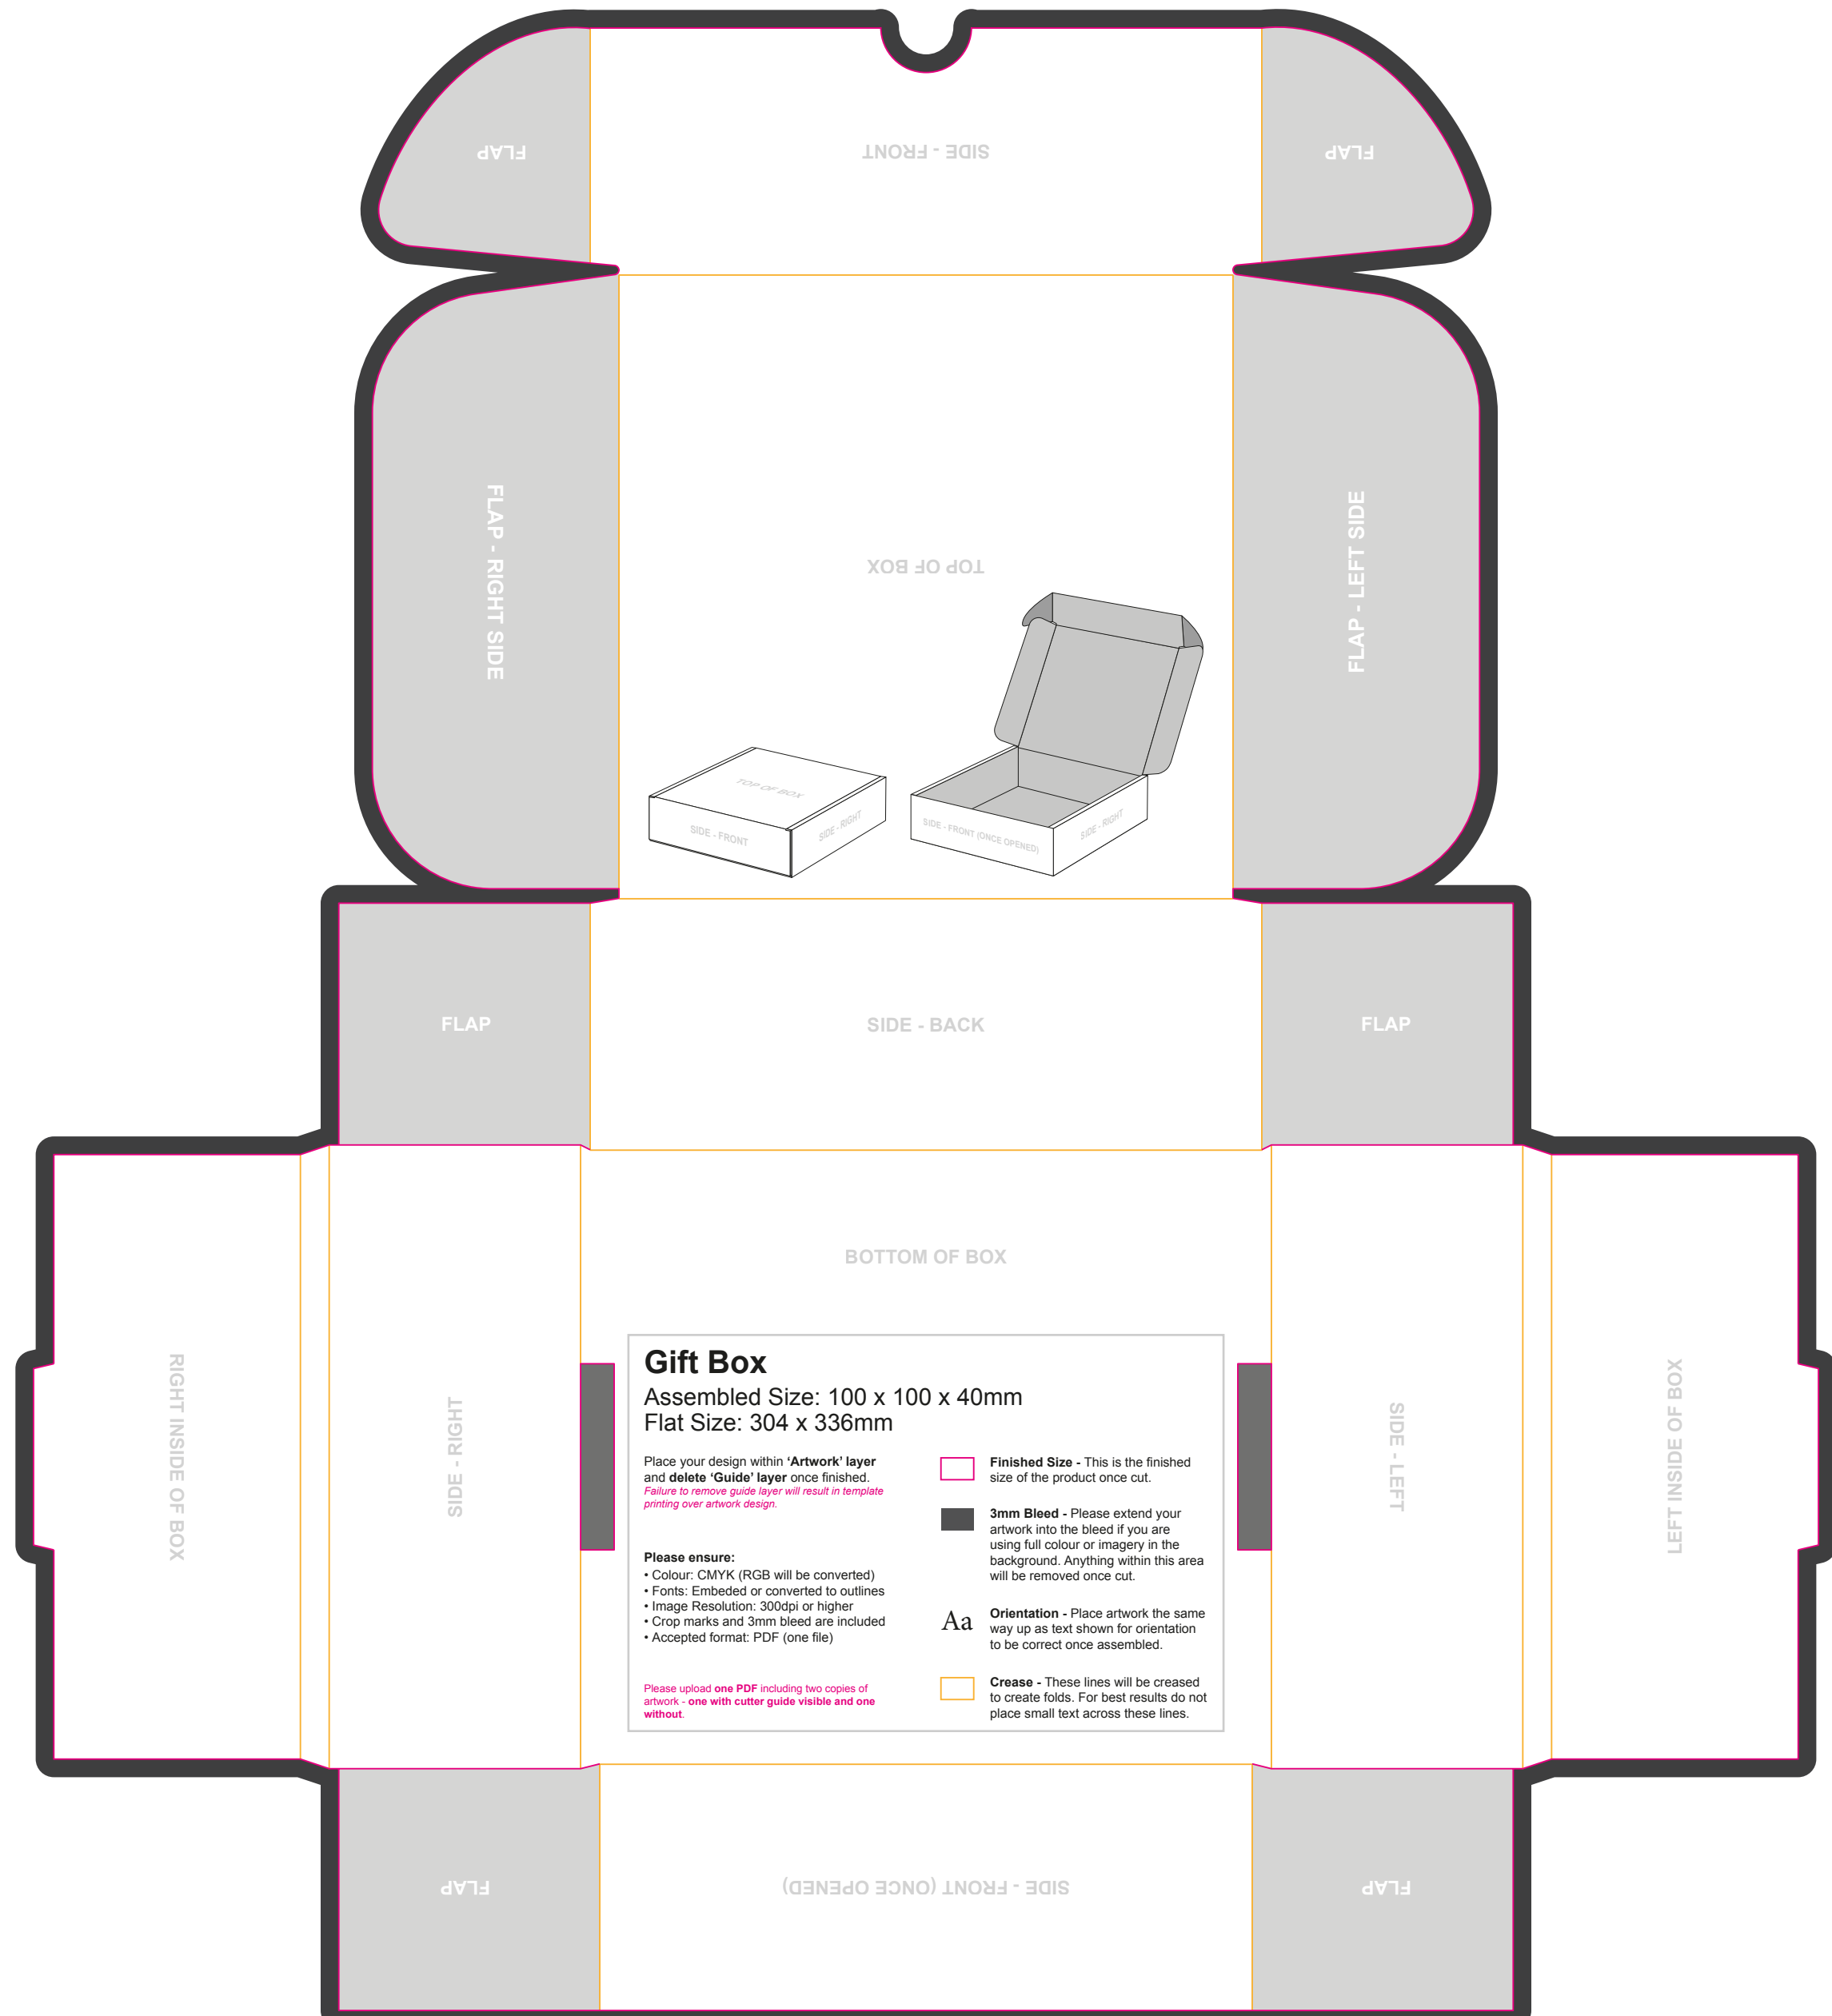 FLAP
SIDE - FRONT
FLAP
FLAP - RIGHT SIDE
TOP OF BOX
FLAP - LEFT SIDE
TOP OF BOX
SIDE - FRONT
SIDE - RIGHT
SIDE - FRONT (ONCE OPENED)
SIDE - RIGHT
FLAP
SIDE - BACK
FLAP
BOTTOM OF BOX
RIGHT INSIDE OF BOX
SIDE - RIGHT
Gift Box
Assembled Size: 100 x 100 x 40mm
Flat Size: 304 x 336mm
Place your design within ‘Artwork’ layer
and delete ‘Guide’ layer once finished.
Failure to remove guide layer will result in template
printing over artwork design.
Please ensure:
• Colour: CMYK (RGB will be converted)
• Fonts: Embeded or converted to outlines
• Image Resolution: 300dpi or higher
• Crop marks and 3mm bleed are included
• Accepted format: PDF (one file)
Please upload one PDF including two copies of
artwork - one with cutter guide visible and one
without.
Finished Size - This is the finished
size of the product once cut.
3mm Bleed - Please extend your
artwork into the bleed if you are
using full colour or imagery in the
background. Anything within this area
will be removed once cut.
Aa
Orientation - Place artwork the same
way up as text shown for orientation
to be correct once assembled.
Crease - These lines will be creased
to create folds. For best results do not
place small text across these lines.
SIDE - LEFT
LEFT INSIDE OF BOX
FLAP
SIDE - FRONT (ONCE OPENED)
FLAP